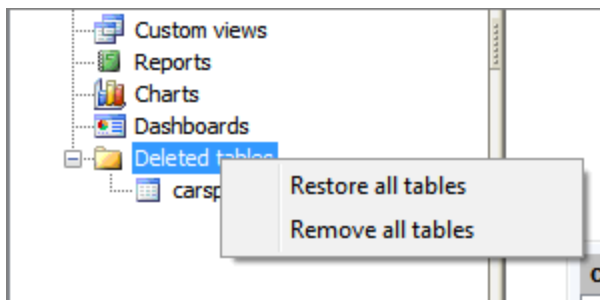 Custom views
Reports
Charts
Dashboards
Deleted tables
Restore all tables
Remove all tables